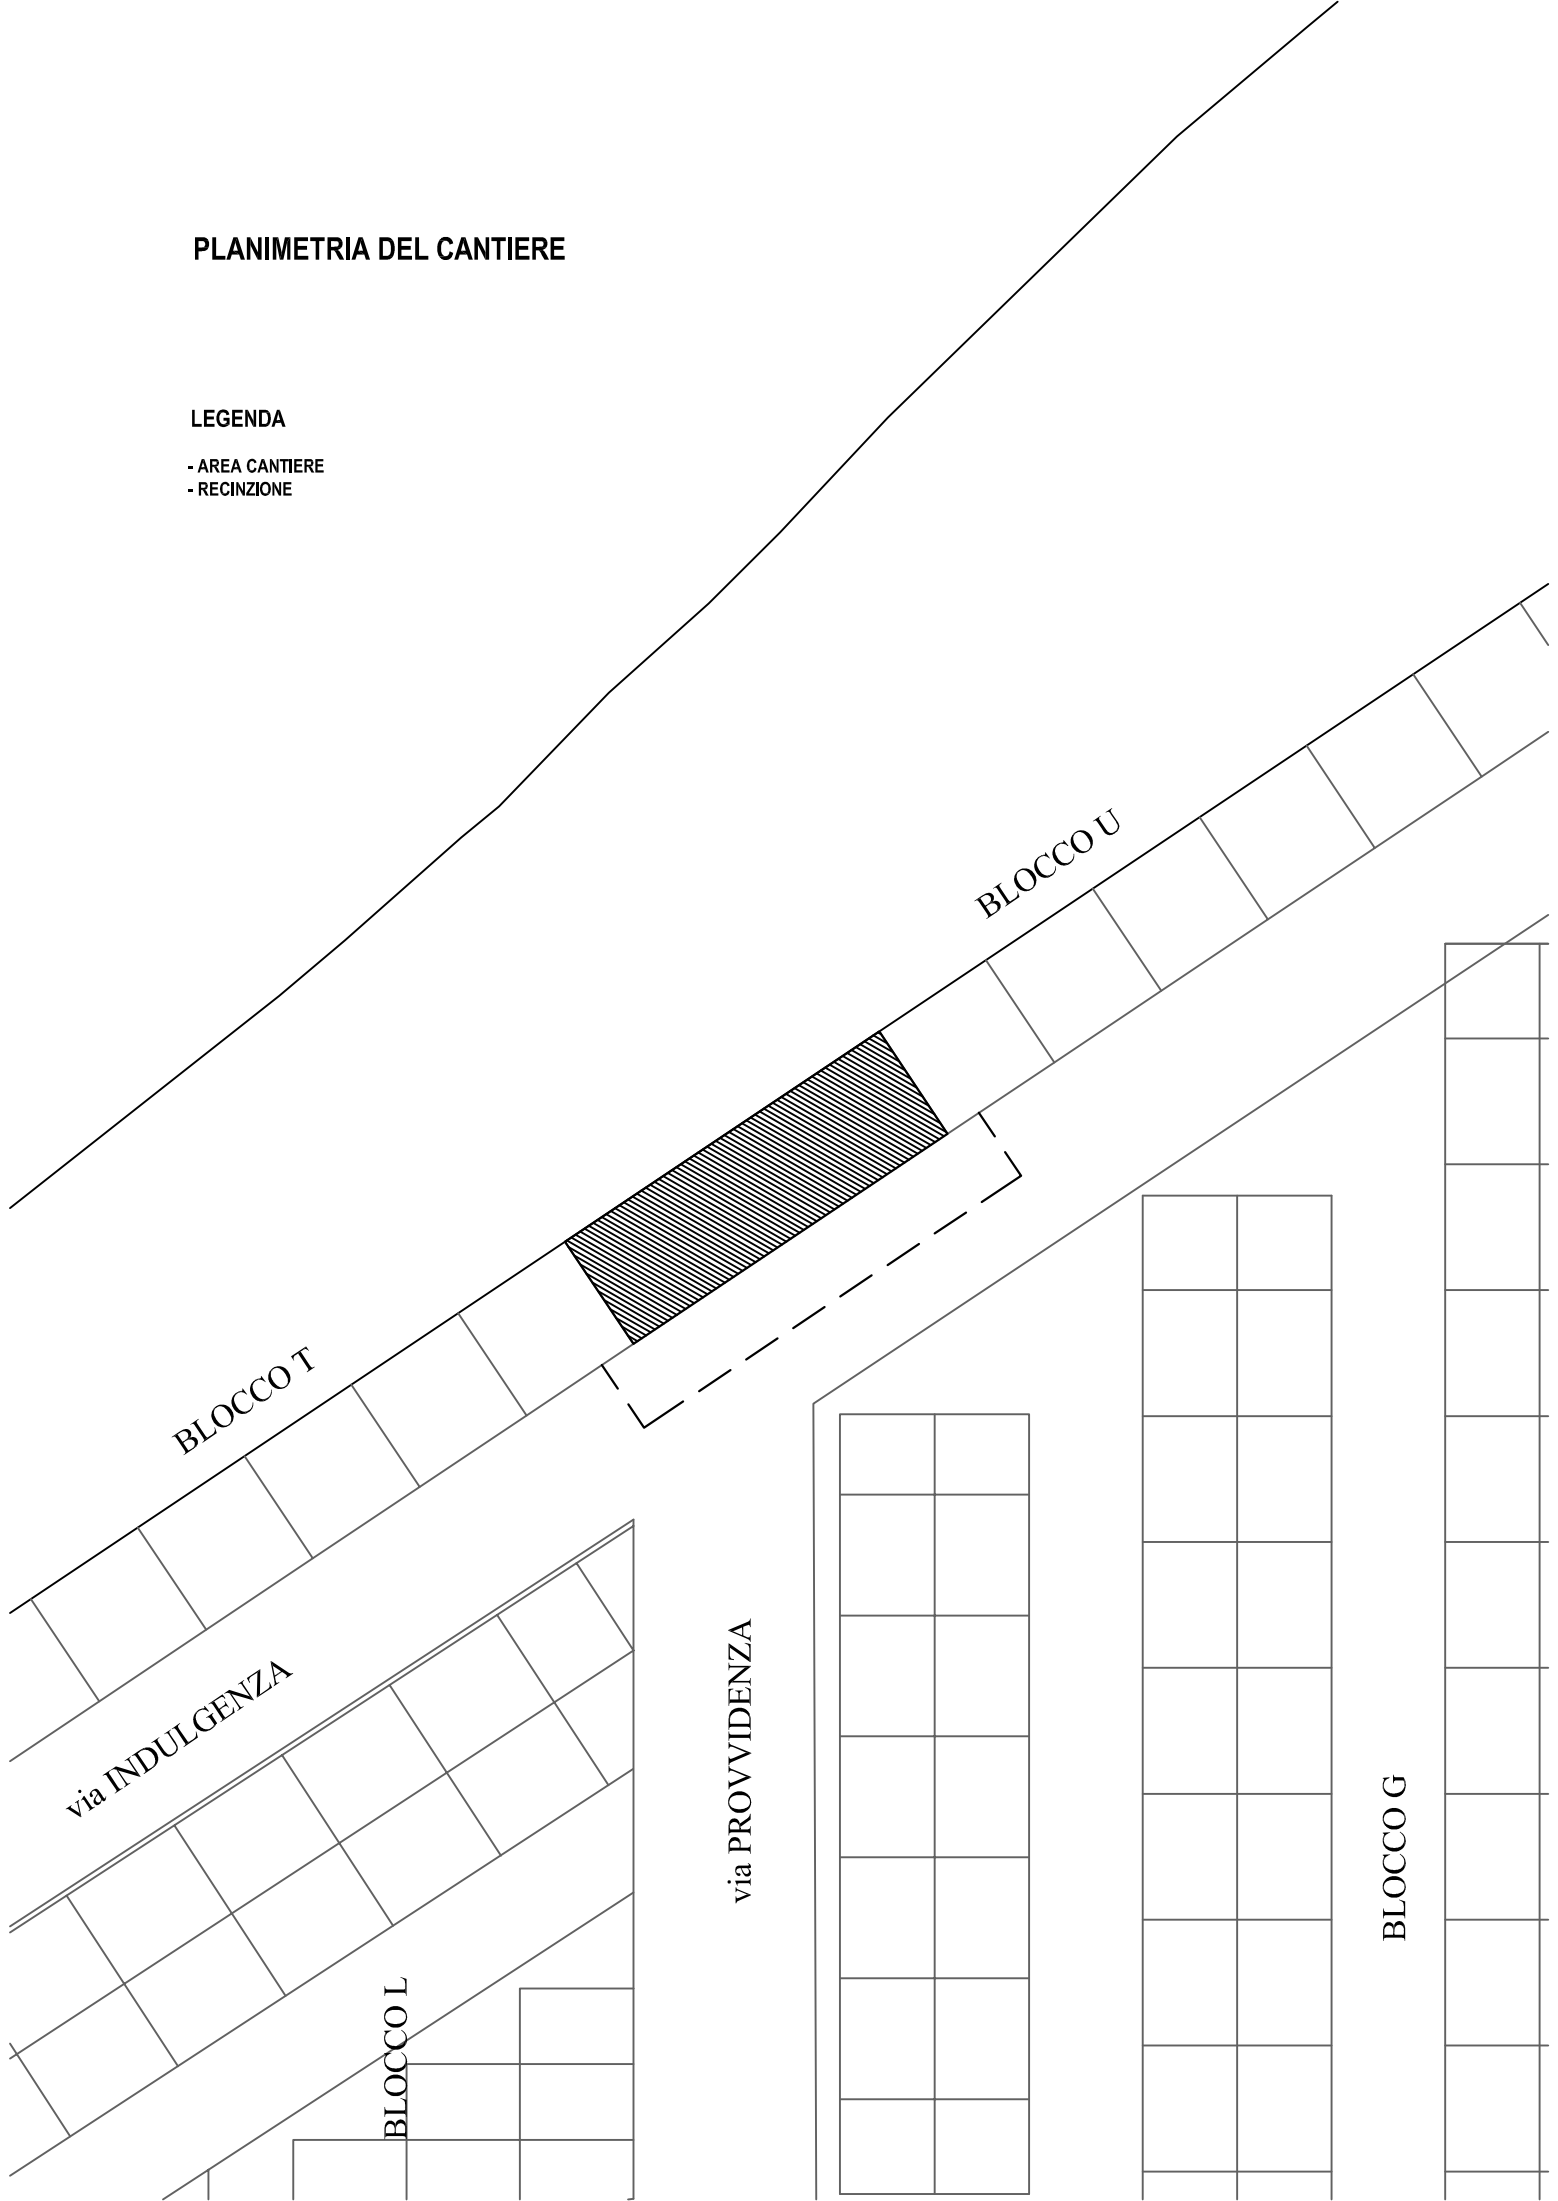 PLANIMETRIA DEL CANTIERE
LEGENDA
- AREA CANTIERE
- RECINZIONE
BLOCCO U
BLOCCO T
via INDULGENZA
via PROVVIDENZA
BLOCCO G
BLOCCO L